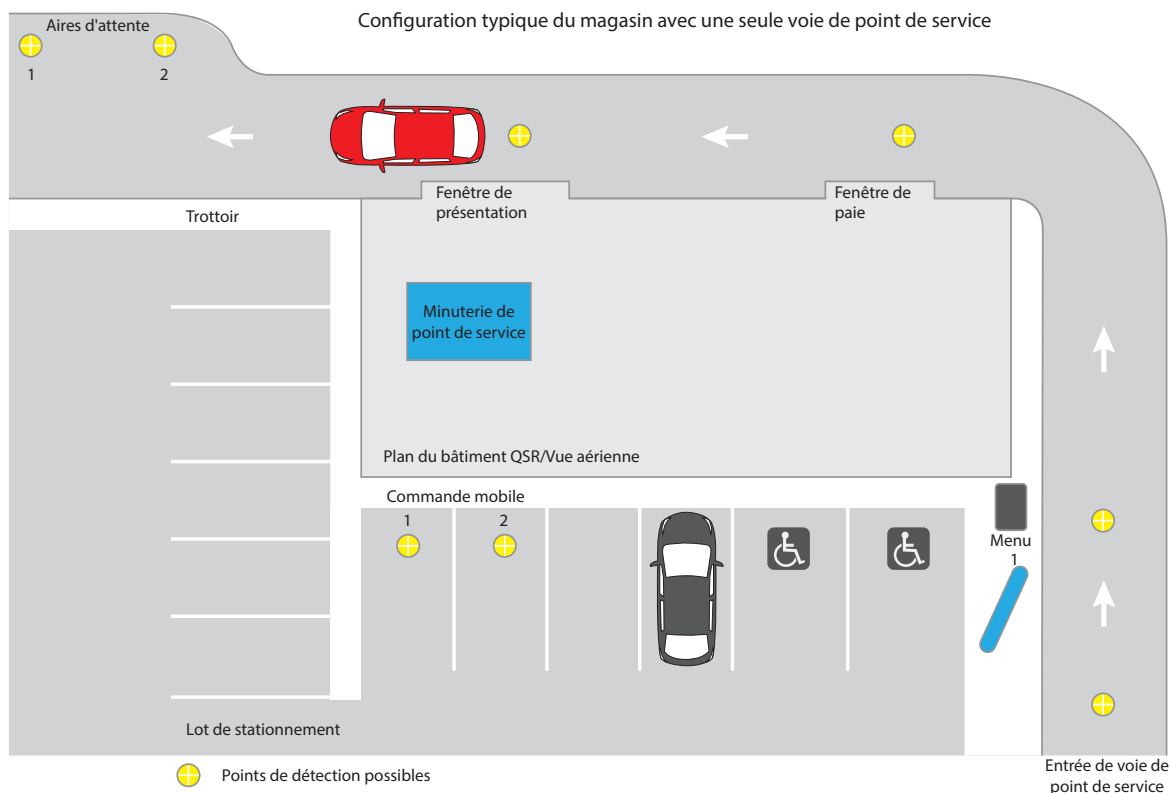 Configuration typique du magasin avec une seule voie de point de service
Aires d'attente
1
2
Fenêtre de
présentation
Fenêtre de
paie
Trottoir
Minuterie de
point de service
Plan du bâtiment QSR/Vue aérienne
Commande mobile
1
2
Menu
1
Lot de stationnement
Points de détection possibles
Entrée de voie de
point de service